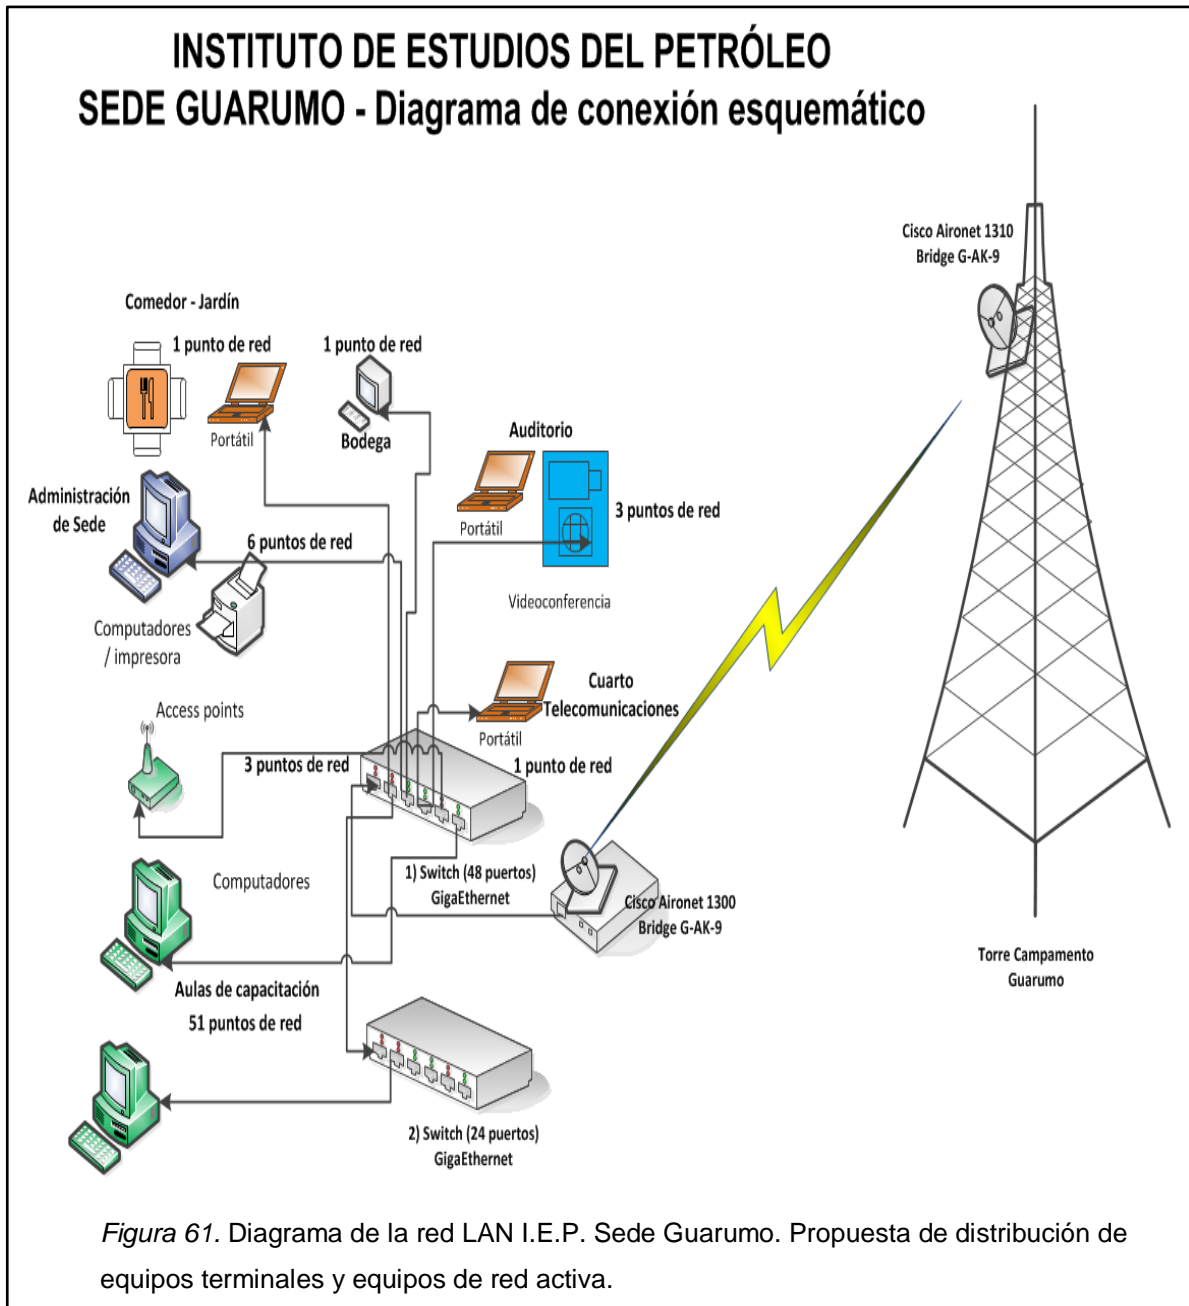 INSTITUTO DE ESTUDIOS DEL PETRÓLEO
SEDE GUARUMO - Diagrama de conexión esquemático
Cisco Aironet 1310
Bridge G-AK-9
Comedor - Jardín
1 punto de red
1 punto de red
Portátil
Bodega
Auditorio
Administración
de Sede
3 puntos de red
Portátil
6 puntos de red
Videoconferencia
Computadores
/ impresora
Cuarto
Telecomunicaciones
Access points
Portátil
3 puntos de red
1 punto de red
1) Switch (48 puertos)
GigaEthernet
Computadores
Cisco Aironet 1300
Bridge G-AK-9
Torre Campamento
Guarumo
Aulas de capacitación
51 puntos de red
2) Switch (24 puertos)
GigaEthernet
Figura 61. Diagrama de la red LAN I.E.P. Sede Guarumo. Propuesta de distribución de
equipos terminales y equipos de red activa.